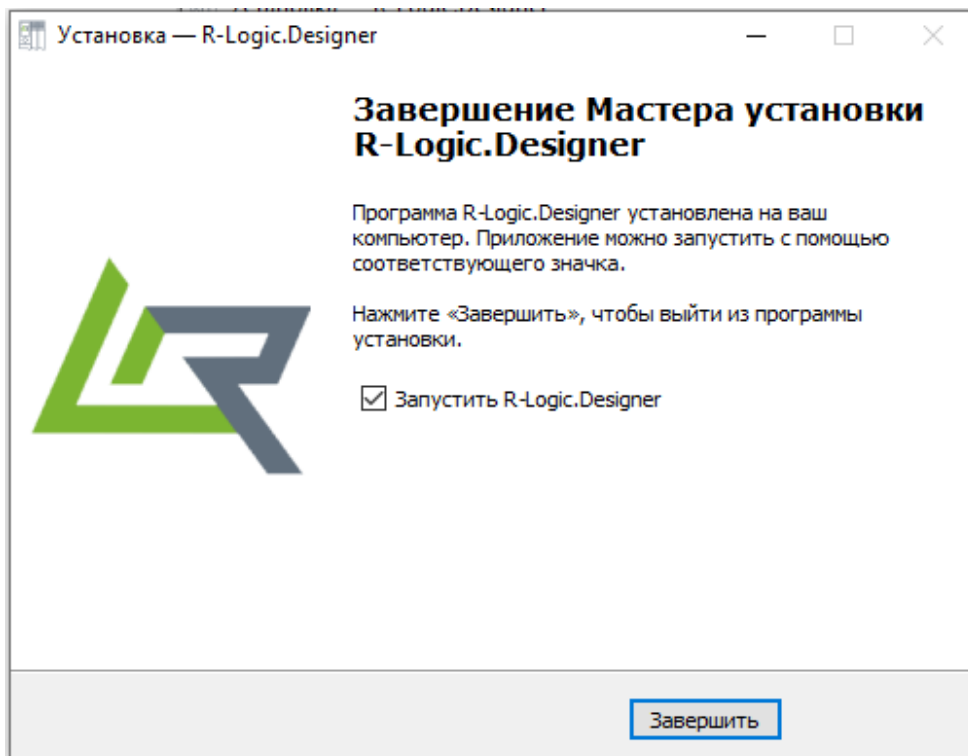 Установка — R-Logic.Designer
Завершение Мастера установки
R-Logic.Designer
Программа R-Logic.Designer установлена на ваш
компьютер. Приложение можно запустить с помощью
соответствующего значка.
Нажмите «Завершить», чтобы выйти из программы
установки.
Запустить R-Logic.Designer
Завершить